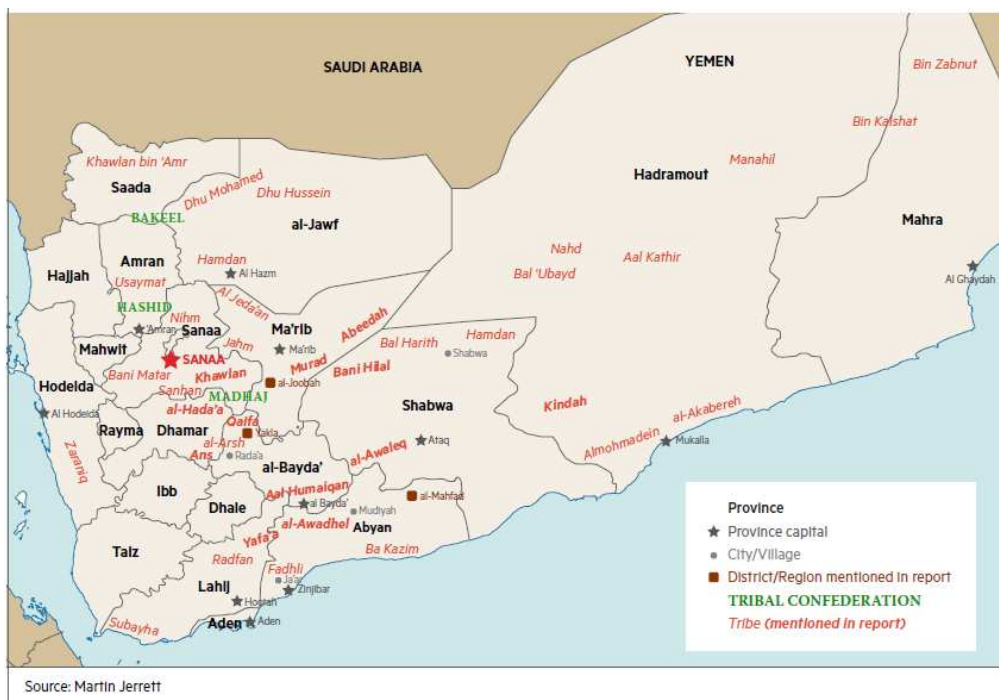 SAUDI ARABIA
YEMEN
Bin Zabnut
Bin Kalshat
Manahil
Khawlan bin ‘Amr
Saada
Dhu Mohamed
Dhu Hussein
Hadramout
BAKEEL
al-Jawf
Mahra
Hajjah
Amran
Hamdan
Al Hazm
Nahd
Aal Kathir
Bal ‘Ubayd
Al Ghaydah
Usaymat
HASHID
Al Jeda'an
Nihm
‘Amran
Sanaa
Ma'rib
Abeedah
Jahm
Mahwit
SANAA
Ma'rib
Bal Harith
Hamdan
Shabwa
Murad
Bani Hilal
Bani Matar
Khawlan
al-Joobah
Hodeida
Sanhan
MADHAJ
Al Hodeida
al-Hada'a
Shabwa
Kindah
al-Akabereh
Rayma
Dhamar
Qaifa
Yakla
al-Arsh
Ans
Rada'a
al-Bayda'
al-Awaleq
Ataq
Almohmadein
Mukalla
Zaraniq
Ibb
Aal Humaiqan
al-Mahfad
Dhale
al Bayda'
Mudiyah
al-Awadhel
Abyan
Yafa'a
Taiz
Radfan
Ba Kazim
Fadhli
Lahij
Ja'ar
Zinjibar
Hootah
Subayha
Aden
Aden
Province
Province capital
City/Village
District/Region mentioned in report
TRIBAL CONFEDERATION
Tribe (mentioned in report)
Source: Martin Jerrett